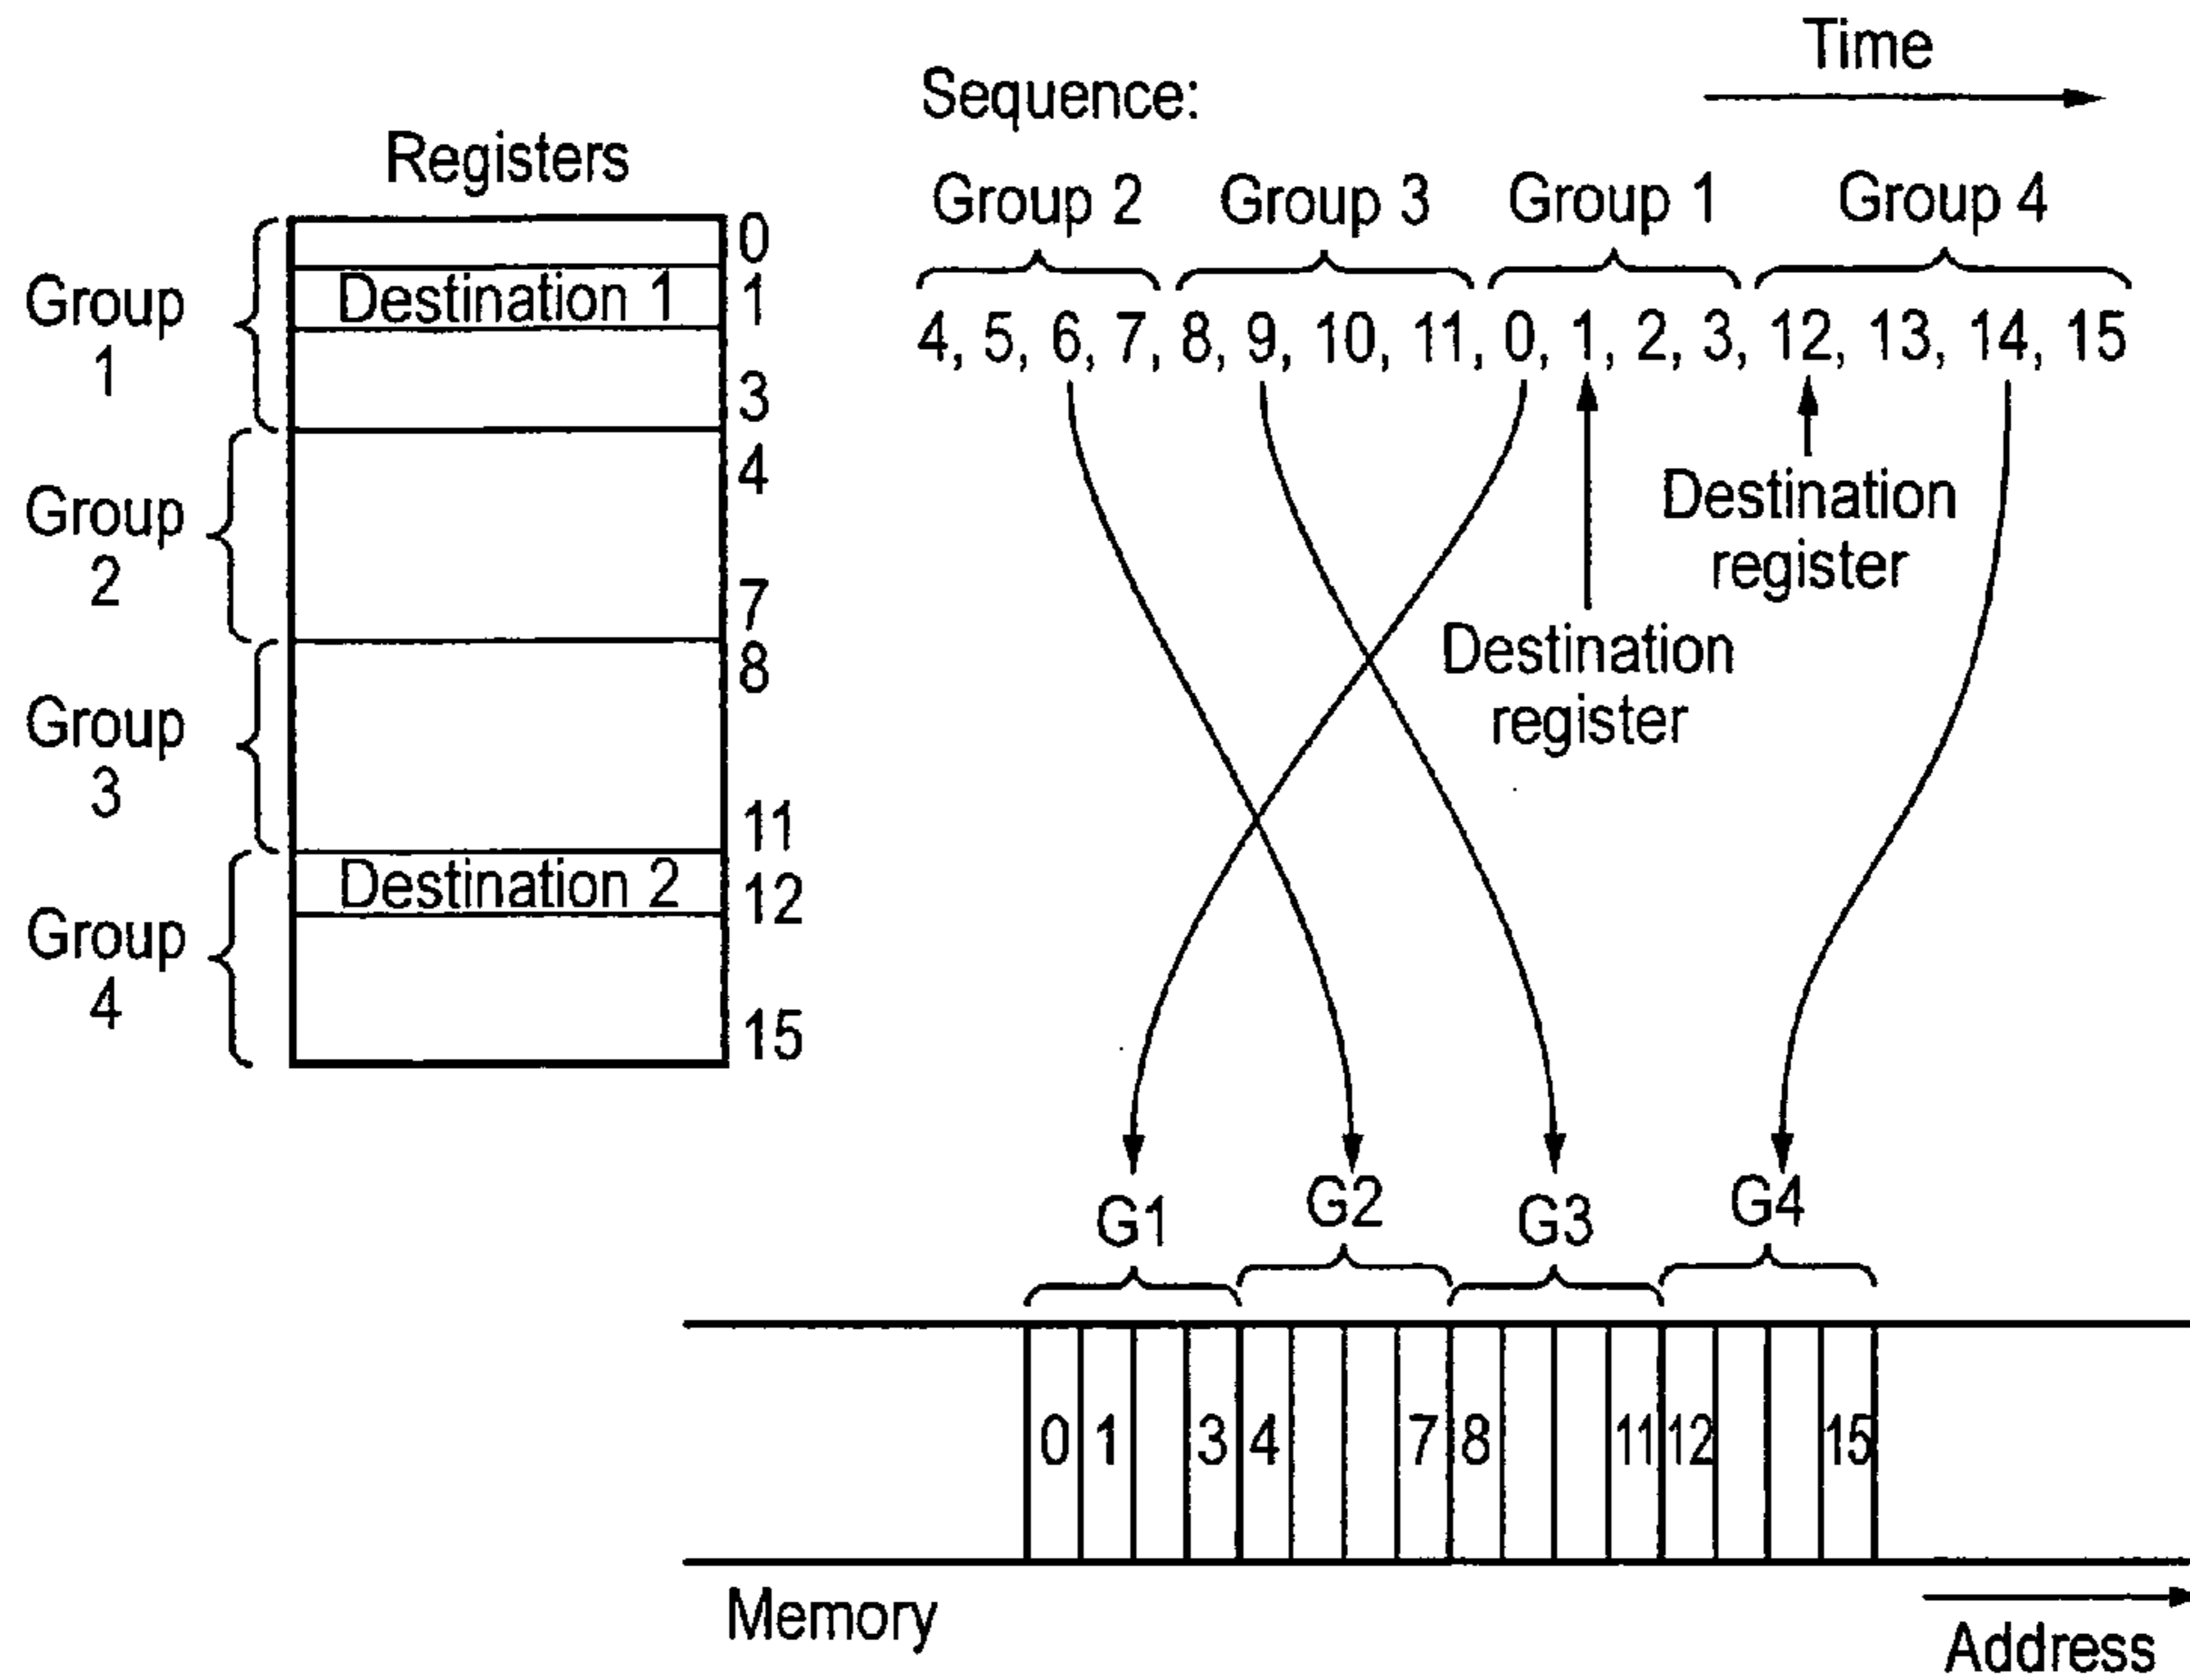 Time
Sequence:
Registers
Group 2 Group 3 Group 1 Group 4
4, 5, 6, 7, 8, 9, 10, 11, 0, 1, 2, 3, 12, 13, 14, 15
Destination
register
Destination
register
Group
1
Group
2
Group
3
Group
4
0
Destination 1
1
3
4
7
8
11
Destination 2
12
15
G1 G2 G3 G4
0 1 3 4 7 8 11 12 15
Memory
Address